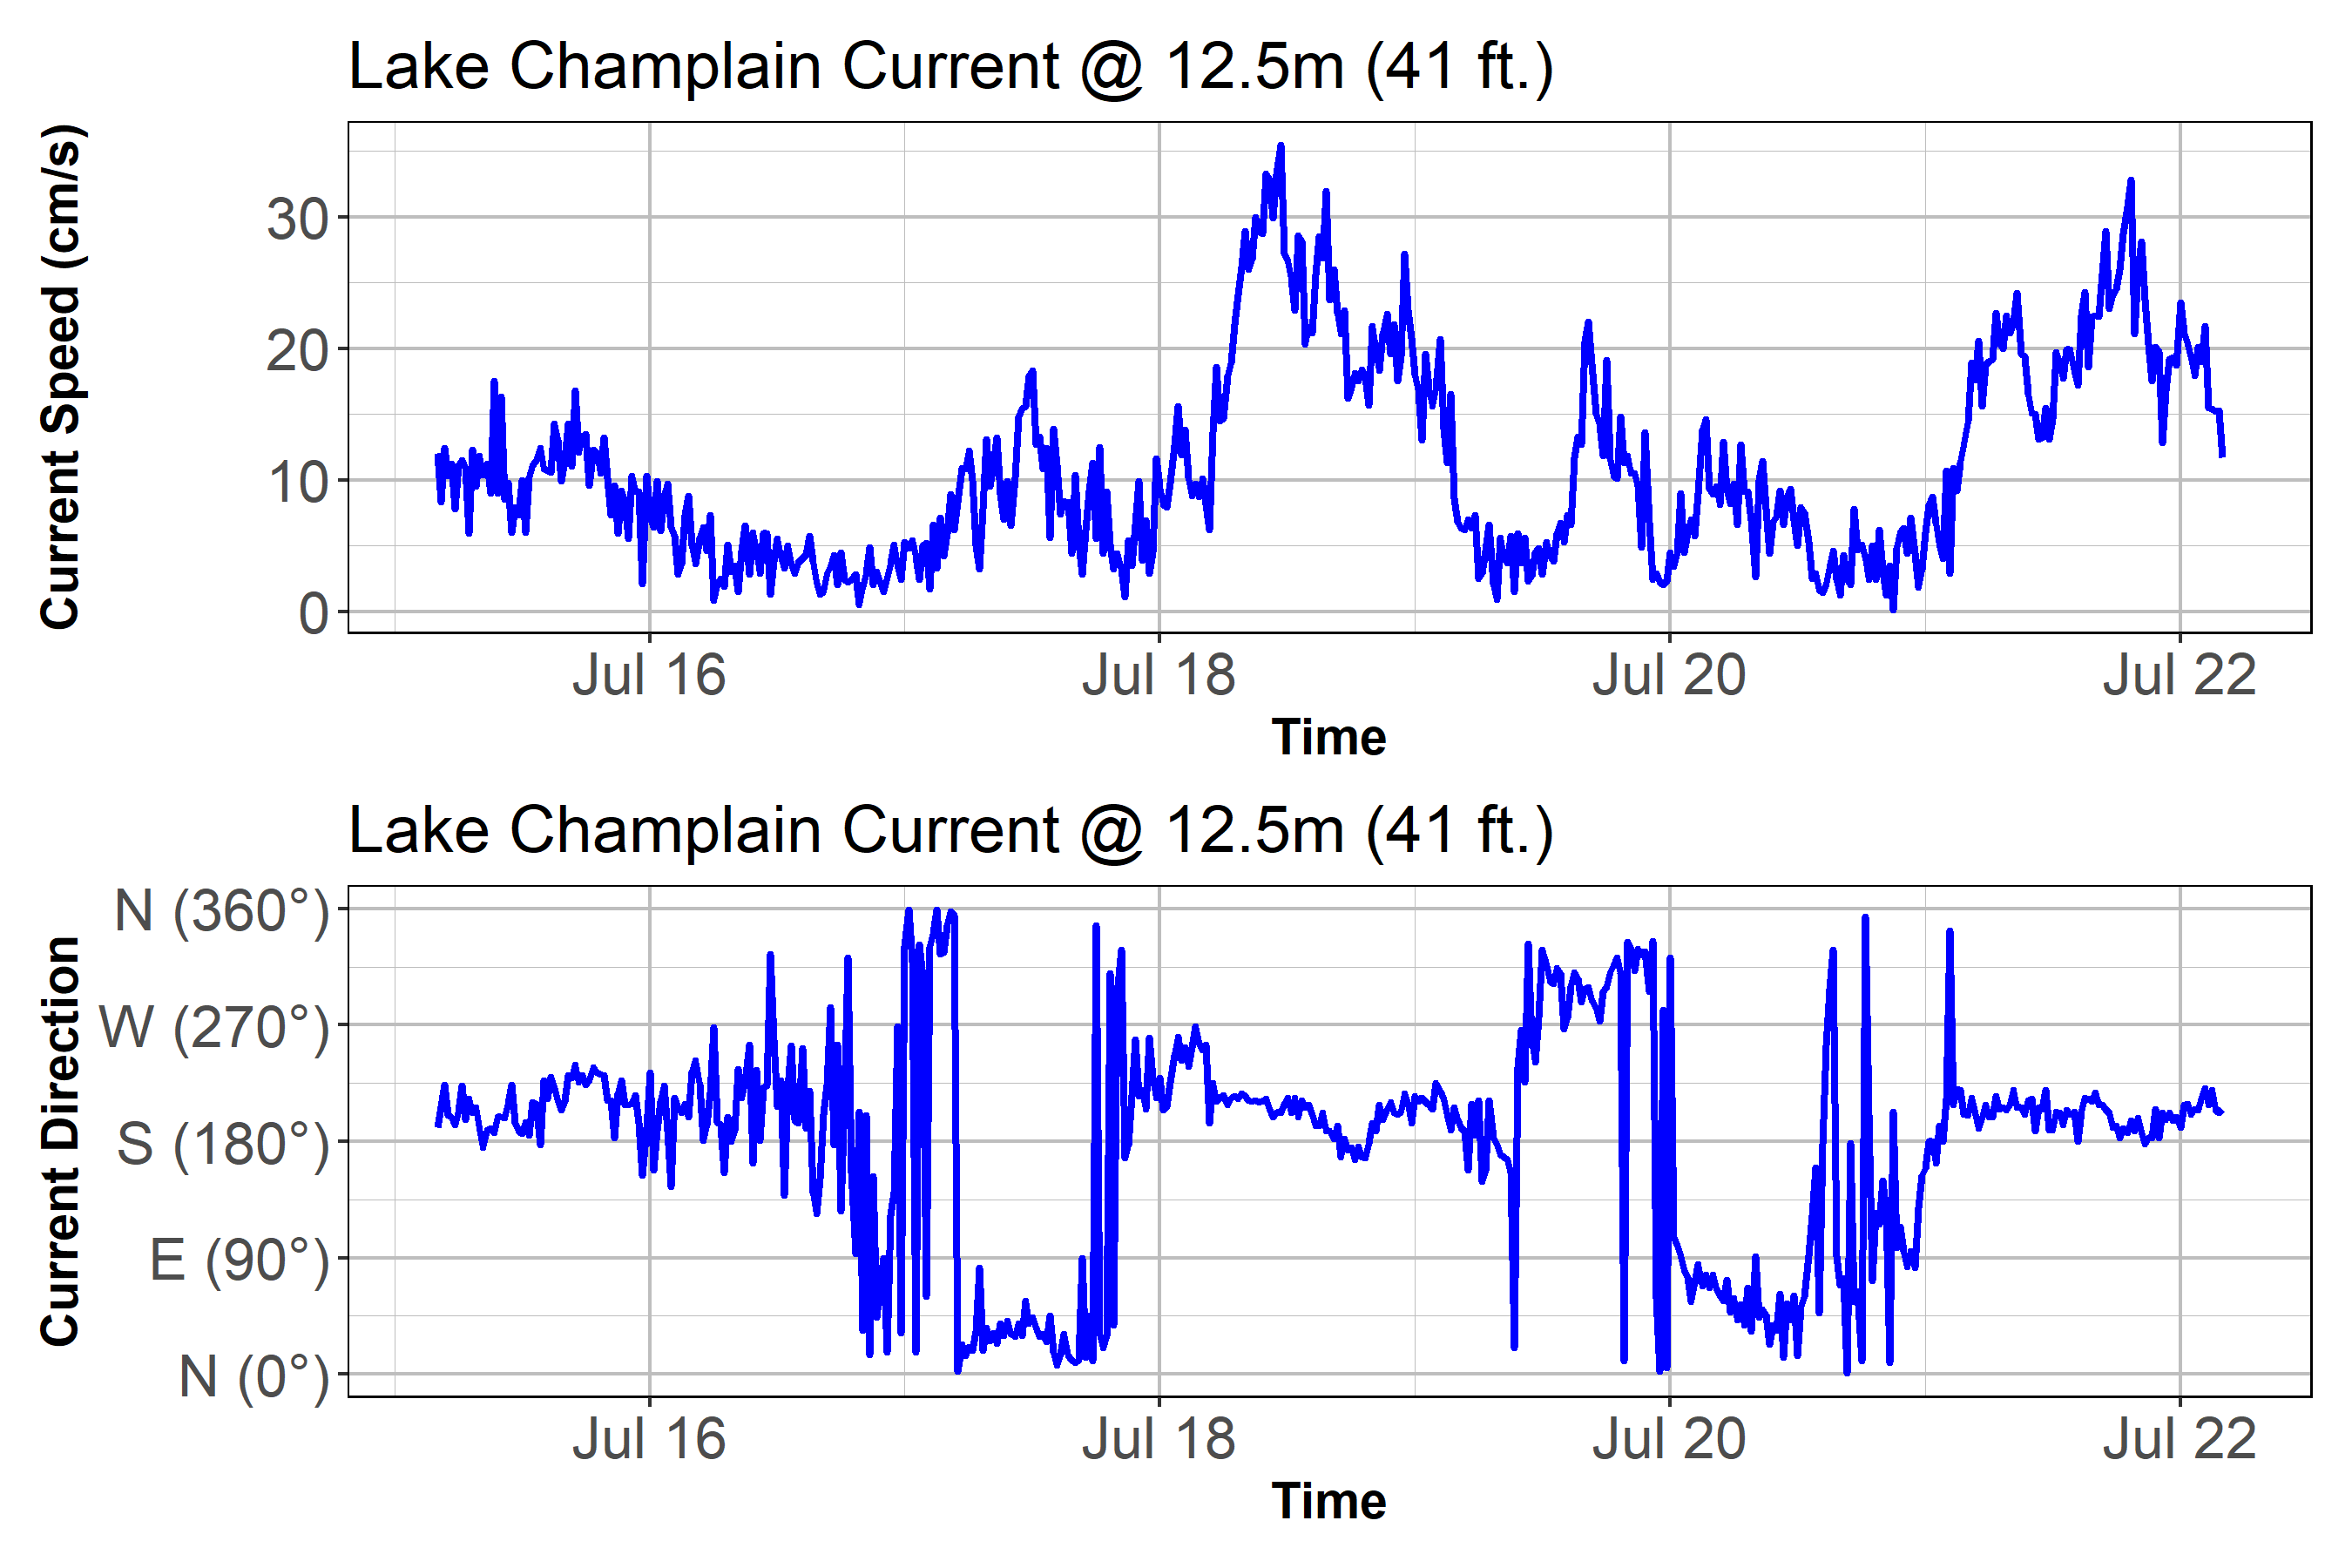 Lake Champlain Current @ 12.5m (41 ft.)
Current Speed (cm/s)
30
20
10
0
Jul 16 Jul 18 Jul 20 Jul 22
Time
Lake Champlain Current @ 12.5m (41 ft.)
Current Direction
N (360°)
W (270°)
S (180°)
E (90°)
N (0°)
Jul 16 Jul 18 Jul 20 Jul 22
Time